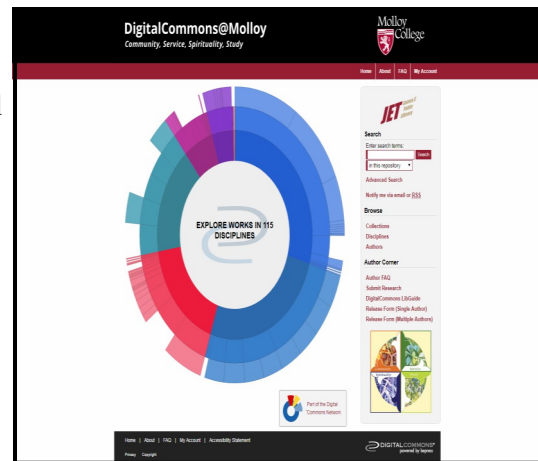 DigitalCommons@Molloy
Community, Service, Spirituality, Study
Molloy
College
Home | About | FAQ | My Account
JET
Search
Enter search terms:
Search
in this repository
Advanced Search
Notify me via email or RSS
Browse
Collections
Disciplines
Authors
Author Corner
Author FAQ
Submit Research
DigitalCommons LibGuide
Release Form (Single Author)
Release Form (Multiple Authors)
EXPLORE WORKS IN 115
DISCIPLINES
Part of the Digital
Commons Network
Home | About | FAQ | My Account | Accessibility Statement
Privacy Copyright
DIGITALCOMMONS
powered by bepress